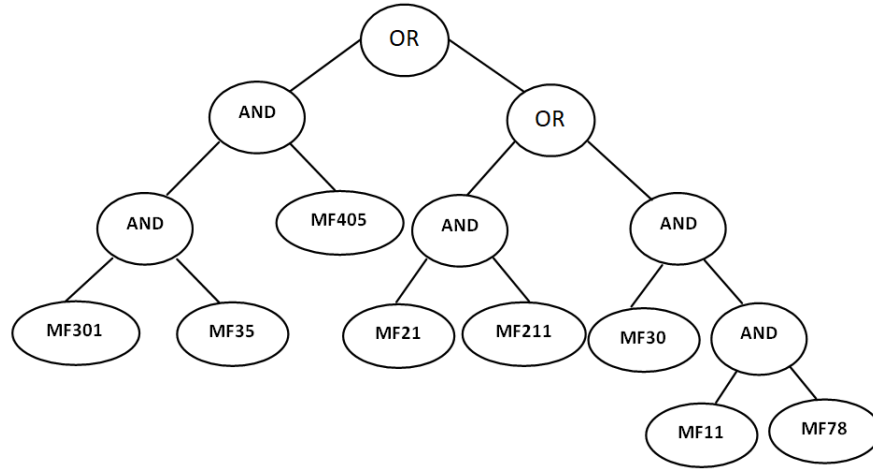 OR
AND
OR
AND
MF405
AND
AND
MF301
MF35
MF21
MF211
MF30
AND
MF11
MF78